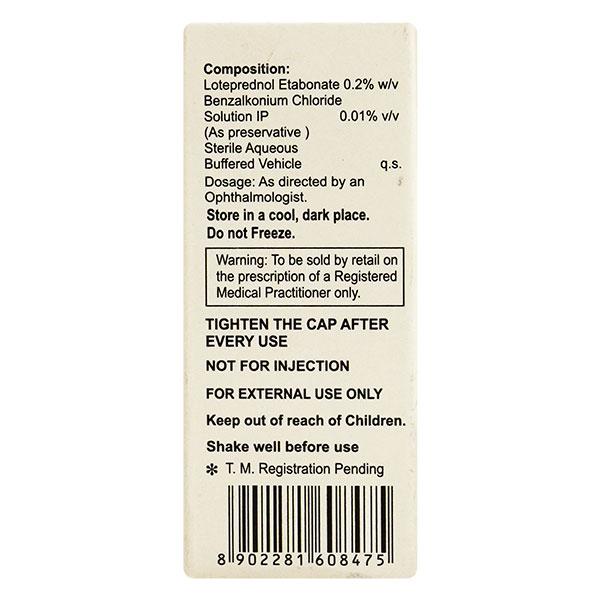 Composition:
Loteprednol Etabonate 0.2% w/v
Benzalkonium Chloride
Solution IP 0.01% v/v
(As preservative )
Sterile Aqueous
Buffered Vehicle q.s.
Dosage: As directed by an
Ophthalmologist.
Store in a cool, dark place.
Do not Freeze.
Warning: To be sold by retail on
the prescription of a Registered
Medical Practitioner only.
TIGHTEN THE CAP AFTER
EVERY USE
NOT FOR INJECTION
FOR EXTERNAL USE ONLY
Keep out of reach of Children.
Shake well before use
✻ T. M. Registration Pending
8 902281 608475